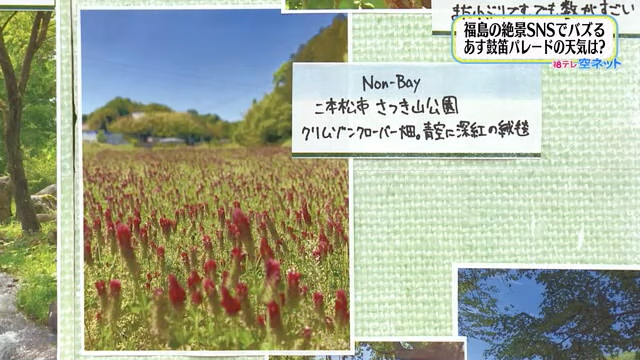 福島の絶景SNSでバズる
あす鼓笛パレードの天気は?
福テレ空ネット
Non-Bay
二本松市 さつき山公園
クリムゾンクローバー畑。青空に深紅の絨毯